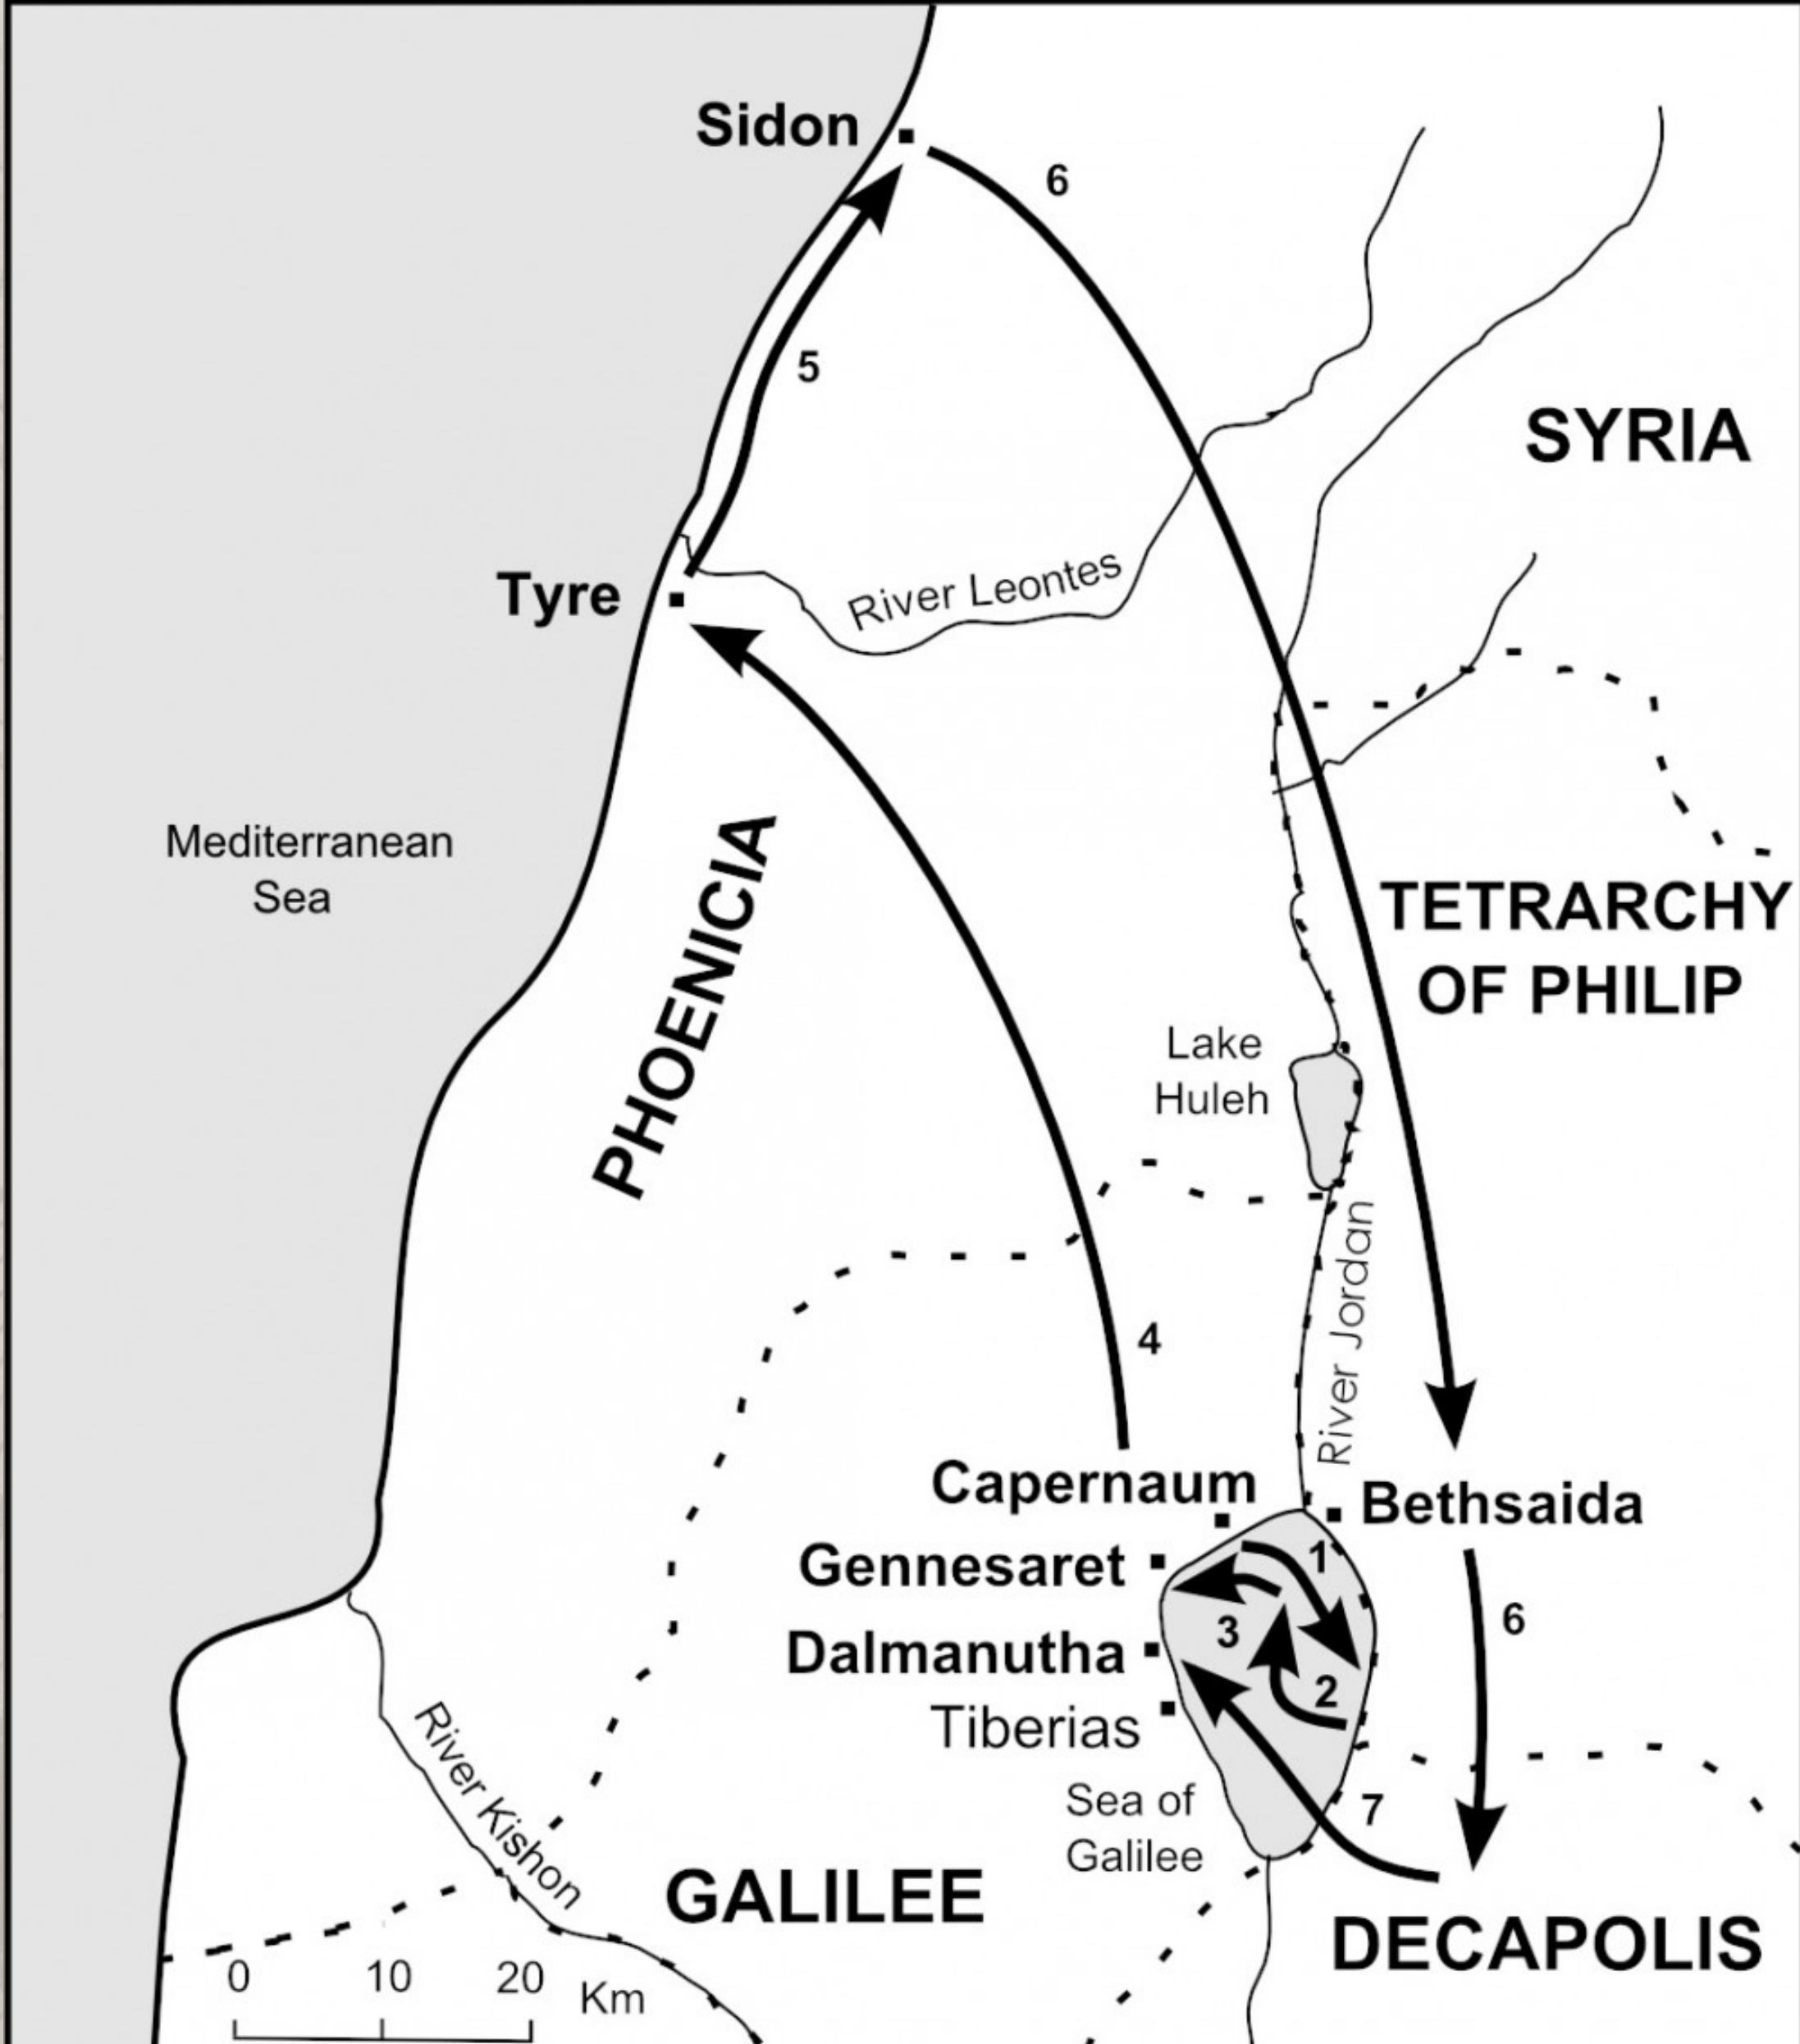 Sidon
6
5
SYRIA
Tyre
River Leontes
Mediterranean
Sea
PHOENICIA
TETRARCHY
OF PHILIP
Lake
Huleh
River Jordan
4
Capernaum
Bethsaida
Gennesaret
1
3
6
Dalmanutha
2
Tiberias
River Kishon
Sea of
Galilee
7
GALILEE
DECAPOLIS
0 10 20 Km